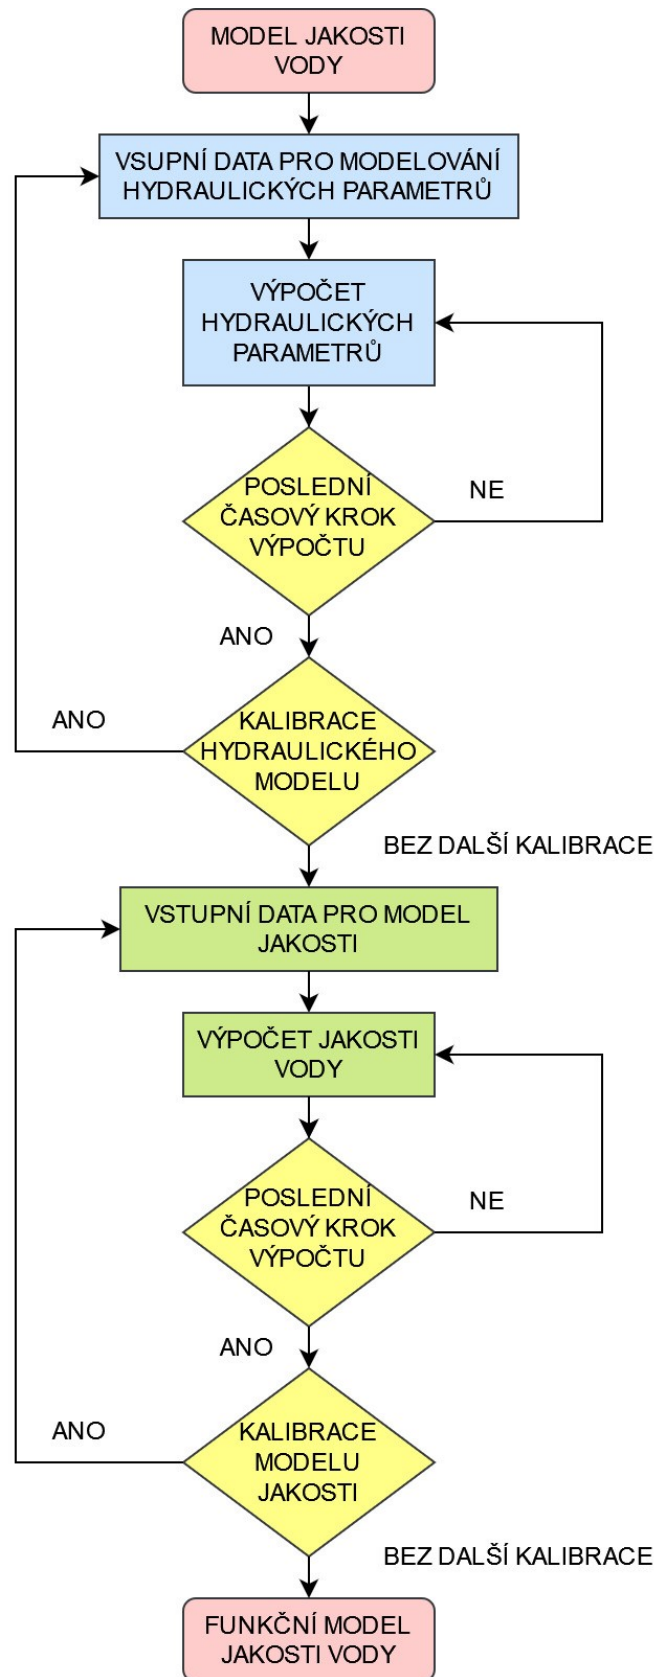 MODEL JAKOSTI
VODY
VSUPNÍ DATA PRO MODELOVÁNÍ
HYDRAULICKÝCH PARAMETRŮ
VÝPOČET
HYDRAULICKÝCH
PARAMETRŮ
POSLEDNÍ
ČASOVÝ KROK
VÝPOČTU
NE
ANO
ANO
KALIBRACE
HYDRAULICKÉHO
MODELU
BEZ DALŠÍ KALIBRACE
VSTUPNÍ DATA PRO MODEL
JAKOSTI
VÝPOČET JAKOSTI
VODY
POSLEDNÍ
ČASOVÝ KROK
VÝPOČTU
NE
ANO
ANO
KALIBRACE
MODELU
JAKOSTI
BEZ DALŠÍ KALIBRACE
FUNKČNÍ MODEL
JAKOSTI VODY